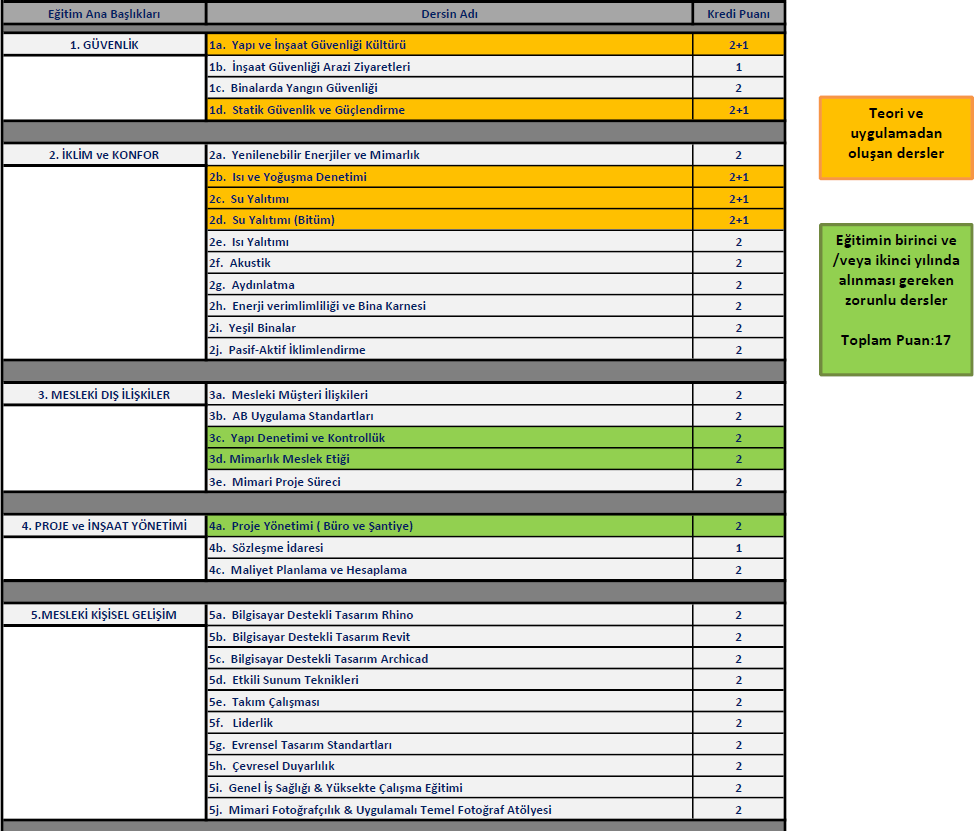 Eğitim Ana Başlıkları Dersin Adı Kredi Puanı
1. GÜVENLİK 1a. Yapı ve İnşaat Güvenliği Kültürü 2+1
1b. İnşaat Güvenliği Arazi Ziyaretleri 1
1c. Binalarda Yangın Güvenliği 2
1d. Statik Güvenlik ve Güçlendirme 2+1
2. İKLİM ve KONFOR 2a. Yenilenebilir Enerjiler ve Mimarlık 2
2b. Isı ve Yoğuşma Denetimi 2+1
2c. Su Yalıtımı 2+1
2d. Su Yalıtımı (Bitüm) 2+1
2e. Isı Yalıtımı 2
2f. Akustik 2
2g. Aydınlatma 2
2h. Enerji verimlimliliği ve Bina Karnesi 2
2i. Yeşil Binalar 2
2j. Pasif-Aktif İklimlendirme 2
3. MESLEKİ DIŞ İLİŞKİLER 3a. Mesleki Müşteri İlişkileri 2
3b. AB Uygulama Standartları 2
3c. Yapı Denetimi ve Kontrollük 2
3d. Mimarlık Meslek Etiği 2
3e. Mimari Proje Süreci 2
4. PROJE ve İNŞAAT YÖNETİMİ 4a. Proje Yönetimi ( Büro ve Şantiye) 2
4b. Sözleşme İdaresi 1
4c. Maliyet Planlama ve Hesaplama 2
5.MESLEKİ KİŞİSEL GELİŞİM 5a. Bilgisayar Destekli Tasarım Rhino 2
5b. Bilgisayar Destekli Tasarım Revit 2
5c. Bilgisayar Destekli Tasarım Archicad 2
5d. Etkili Sunum Teknikleri 2
5e. Takım Çalışması 2
5f. Liderlik 2
5g. Evrensel Tasarım Standartları 2
5h. Çevresel Duyarlılık 2
5i. Genel İş Sağlığı & Yüksekte Çalışma Eğitimi 2
5j. Mimari Fotoğrafçılık & Uygulamalı Temel Fotoğraf Atölyesi 2
Teori ve
uygulamadan
oluşan dersler
Eğitimin birinci ve
/veya ikinci yılında
alınması gereken
zorunlu dersler
Toplam Puan:17